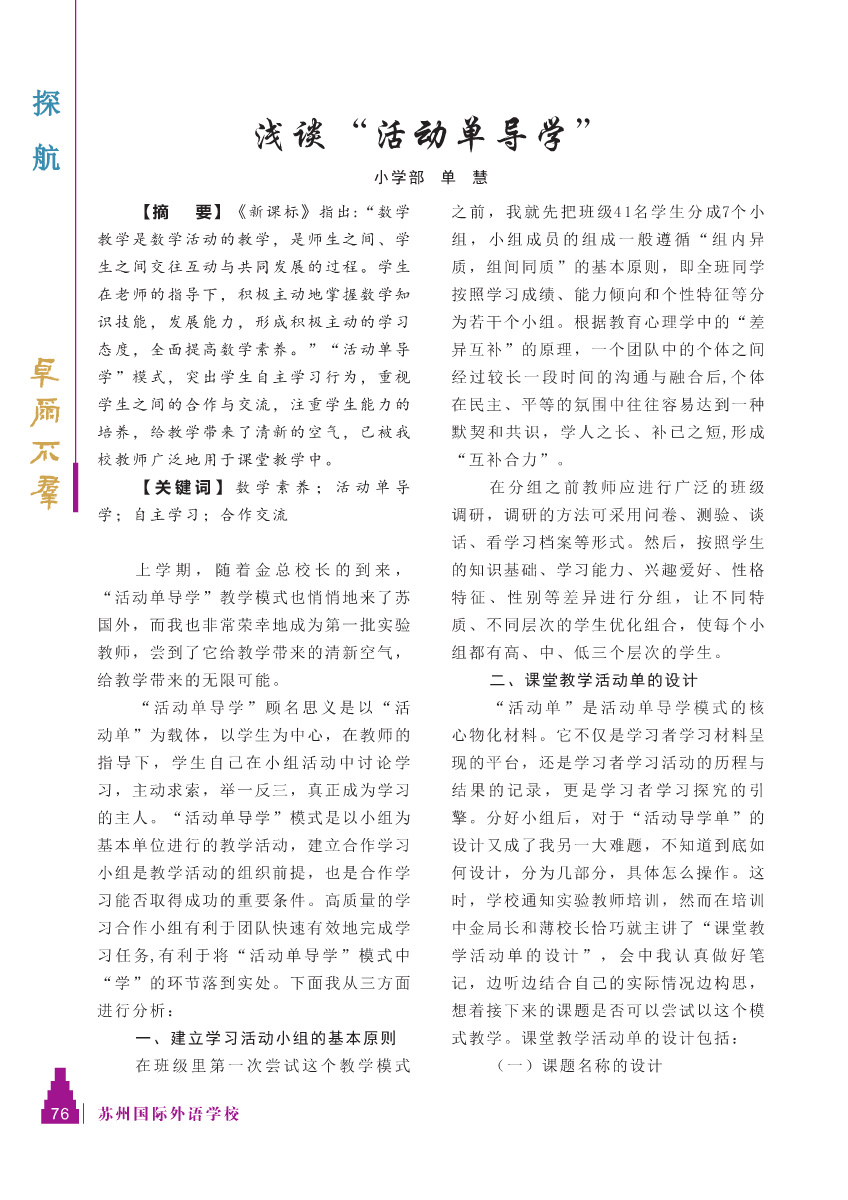 探
航
卓爾不羣
浅谈“活动单导学”
小学部 单 慧
【摘 要】《新课标》指出:“数学
教学是数学活动的教学，是师生之间、学
生之间交往互动与共同发展的过程。学生
在老师的指导下，积极主动地掌握数学知
识技能，发展能力，形成积极主动的学习
态度，全面提高数学素养。”“活动单导
学”模式，突出学生自主学习行为，重视
学生之间的合作与交流，注重学生能力的
培养，给教学带来了清新的空气，已被我
校教师广泛地用于课堂教学中。
【关键词】数学素养；活动单导
学；自主学习；合作交流
上学期，随着金总校长的到来，
“活动单导学”教学模式也悄悄地来了苏
国外，而我也非常荣幸地成为第一批实验
教师，尝到了它给教学带来的清新空气，
给教学带来的无限可能。
“活动单导学”顾名思义是以“活
动单”为载体，以学生为中心，在教师的
指导下，学生自己在小组活动中讨论学
习，主动求索，举一反三，真正成为学习
的主人。“活动单导学”模式是以小组为
基本单位进行的教学活动，建立合作学习
小组是教学活动的组织前提，也是合作学
习能否取得成功的重要条件。高质量的学
习合作小组有利于团队快速有效地完成学
习任务,有利于将“活动单导学”模式中
“学”的环节落到实处。下面我从三方面
进行分析：
一、建立学习活动小组的基本原则
在班级里第一次尝试这个教学模式
之前，我就先把班级41名学生分成7个小
组，小组成员的组成一般遵循“组内异
质，组间同质”的基本原则，即全班同学
按照学习成绩、能力倾向和个性特征等分
为若干个小组。根据教育心理学中的“差
异互补”的原理，一个团队中的个体之间
经过较长一段时间的沟通与融合后,个体
在民主、平等的氛围中往往容易达到一种
默契和共识，学人之长、补己之短,形成
“互补合力”。
在分组之前教师应进行广泛的班级
调研，调研的方法可采用问卷、测验、谈
话、看学习档案等形式。然后，按照学生
的知识基础、学习能力、兴趣爱好、性格
特征、性别等差异进行分组，让不同特
质、不同层次的学生优化组合，使每个小
组都有高、中、低三个层次的学生。
二、课堂教学活动单的设计
“活动单”是活动单导学模式的核
心物化材料。它不仅是学习者学习材料呈
现的平台，还是学习者学习活动的历程与
结果的记录，更是学习者学习探究的引
擎。分好小组后，对于“活动导学单”的
设计又成了我另一大难题，不知道到底如
何设计，分为几部分，具体怎么操作。这
时，学校通知实验教师培训，然而在培训
中金局长和薄校长恰巧就主讲了“课堂教
学活动单的设计”，会中我认真做好笔
记，边听边结合自己的实际情况边构思，
想着接下来的课题是否可以尝试以这个模
式教学。课堂教学活动单的设计包括：
（一）课题名称的设计
76 苏州国际外语学校